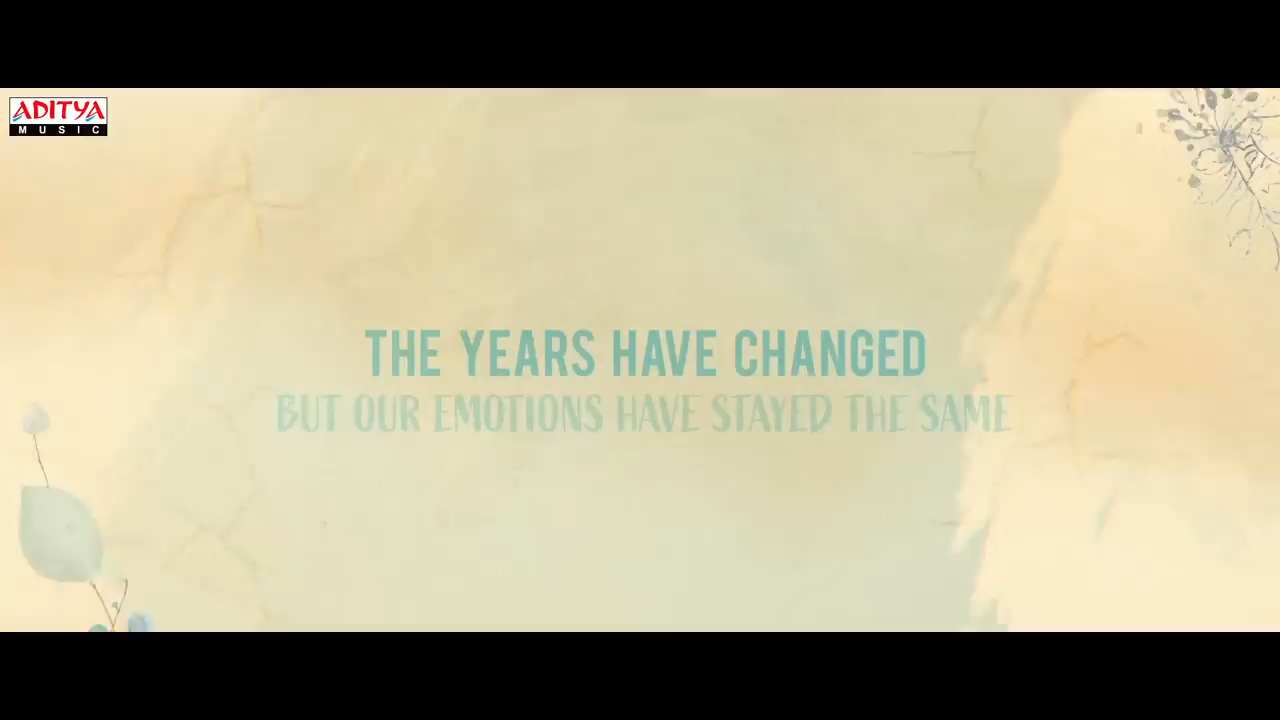 ADITYA
MUSIC
THE YEARS HAVE CHANGED
BUT OUR EMOTIONS HAVE STAYED THE SAME